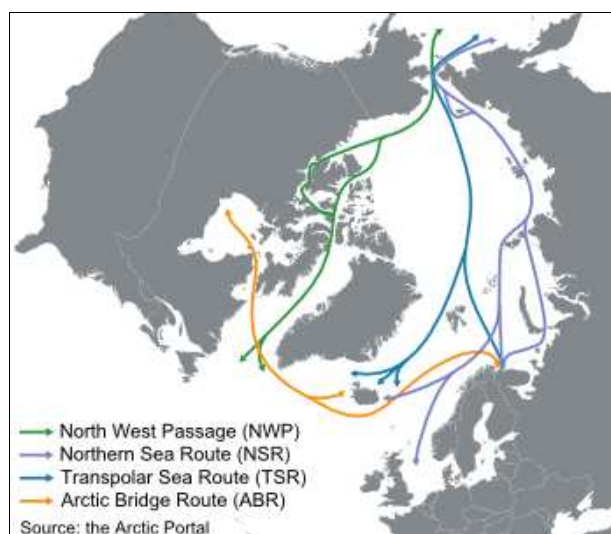 North West Passage (NWP)
Northern Sea Route (NSR)
Transpolar Sea Route (TSR)
Arctic Bridge Route (ABR)
Source: the Arctic Portal